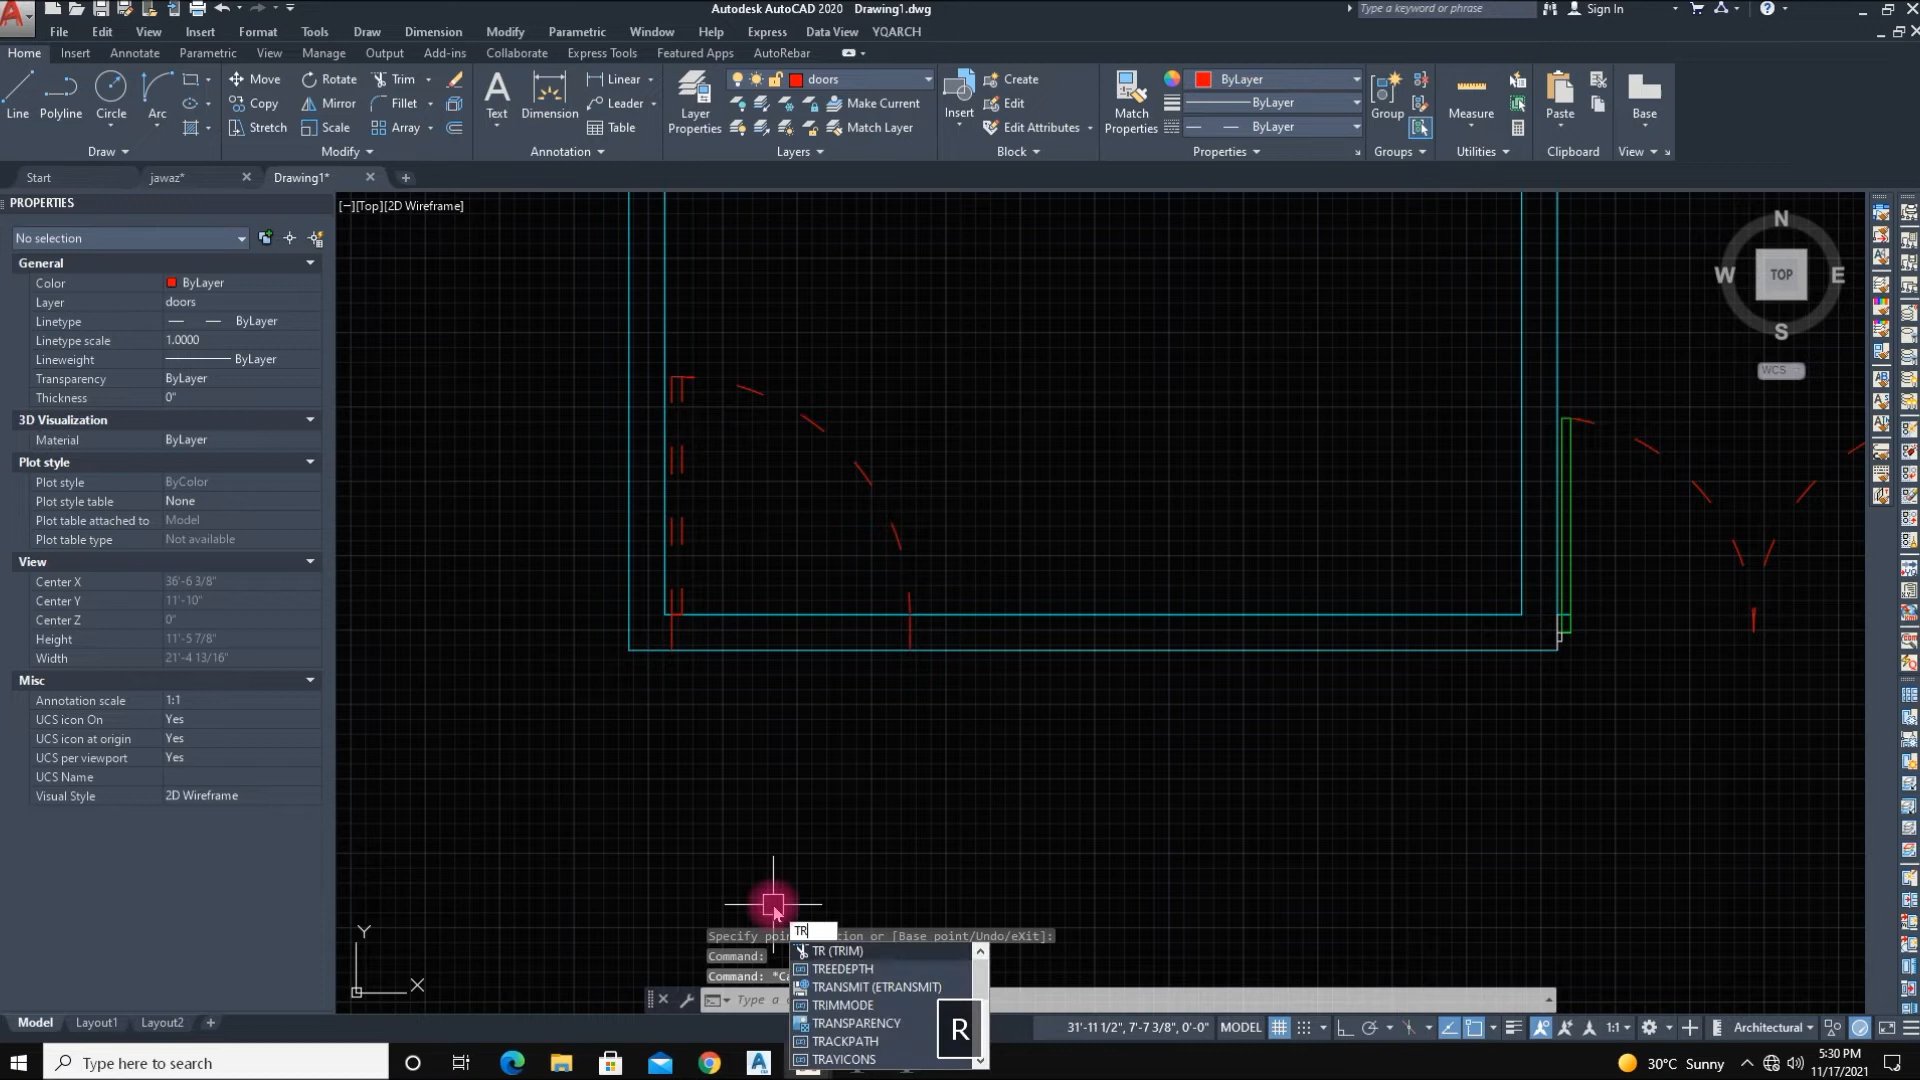 Autodesk AutoCAD 2020 Drawing1.dwg
Type a keyword or phrase
Sign In
File Edit View Insert Format Tools Draw Dimension Modify Parametric Window Help Express Data View YQARCH
Home Insert Annotate Parametric View Manage Output Add-ins Collaborate Express Tools Featured Apps AutoRebar
Line Polyline Circle Arc
Move Rotate Trim
Copy Mirror Fillet
Stretch Scale Array
Text Dimension
Linear
Leader
Table
Layer Properties
doors
Make Current
Match Layer
Insert
Create
Edit
Edit Attributes
Match Properties
ByLayer
ByLayer
ByLayer
Group
Measure
Paste
Base
Draw Modify Annotation Layers Block Properties Groups Utilities Clipboard View
Start jawaz* Drawing1*
PROPERTIES
[−][Top][2D Wireframe]
No selection
General
Color ByLayer
Layer doors
Linetype ByLayer
Linetype scale 1.0000
Lineweight ByLayer
Transparency ByLayer
Thickness 0"
3D Visualization
Material ByLayer
Plot style
Plot style ByColor
Plot style table None
Plot table attached to Model
Plot table type Not available
View
Center X 36'-6 3/8"
Center Y 11'-10"
Center Z 0"
Height 11'-5 7/8"
Width 21'-4 13/16"
Misc
Annotation scale 1:1
UCS icon On Yes
UCS icon at origin Yes
UCS per viewport Yes
UCS Name
Visual Style 2D Wireframe
N
W TOP E
S
WCS
Y
X
TR
Specify
[Base point/Undo/eXit]:
Command:
Command:
Type a
TR (TRIM)
TREEDEPTH
TRANSMIT (ETRANSMIT)
TRIMMODE
TRANSPARENCY
TRACKPATH
TRAYICONS
R
Model Layout1 Layout2
31'-11 1/2", 7'-7 3/8", 0'-0" MODEL
1:1
Architectural
Type here to search
30°C Sunny
5:30 PM
11/17/2021